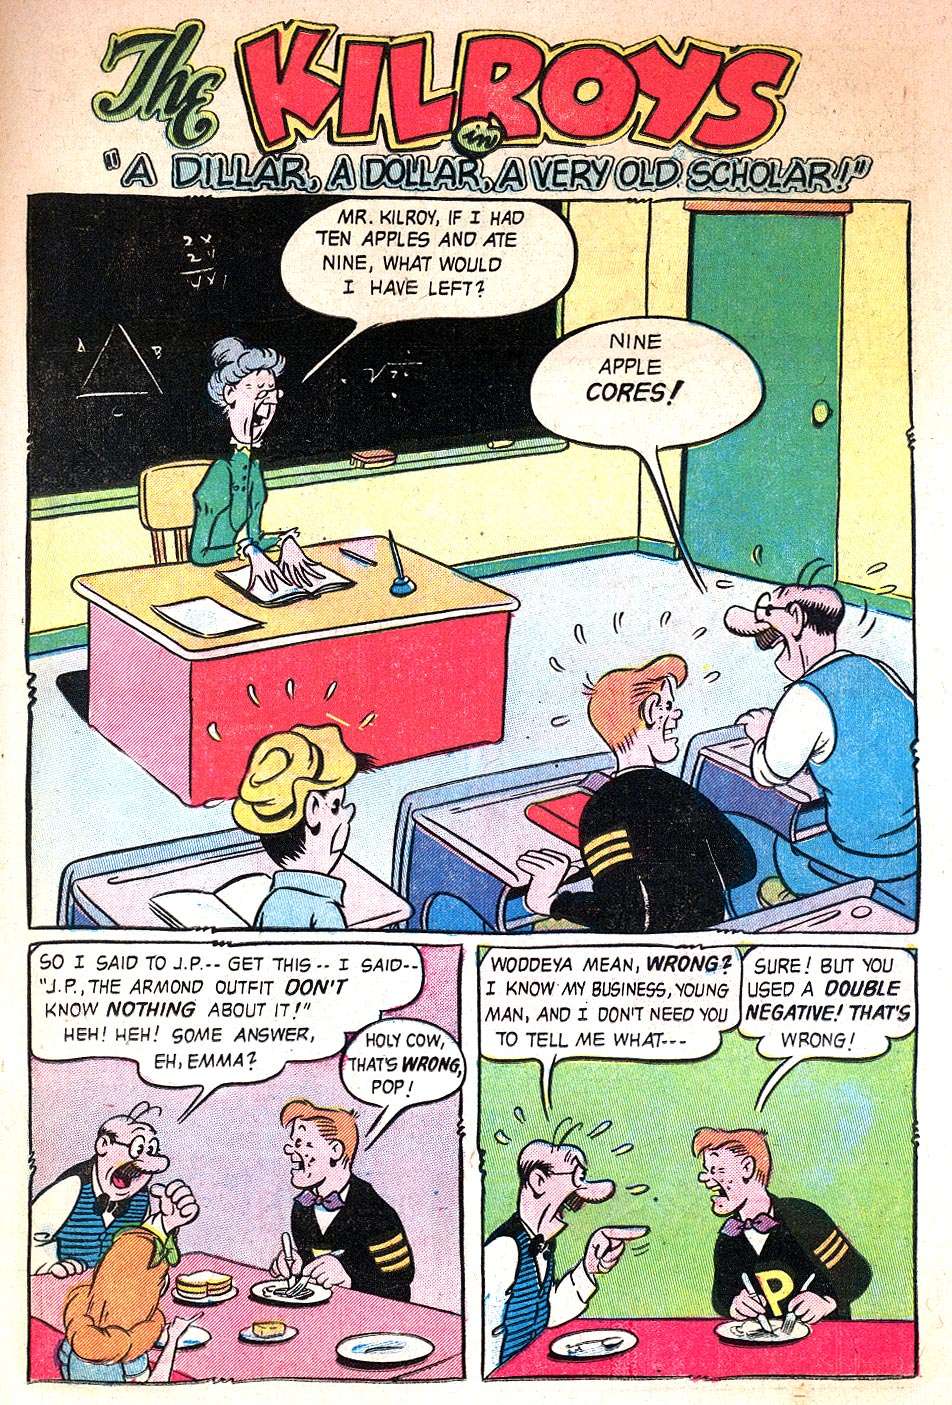 The KILROYS
in
"A DILLAR, A DOLLAR, A VERY OLD SCHOLAR!"
MR. KILROY, IF I HAD
TEN APPLES AND ATE
NINE, WHAT WOULD
I HAVE LEFT?
NINE
APPLE
CORES!
A
B
C
SO I SAID TO J.P.-- GET THIS -- I SAID--
"J.P., THE ARMOND OUTFIT DON'T
KNOW NOTHING ABOUT IT!"
HEH! HEH! SOME ANSWER,
EH, EMMA?
HOLY COW,
THAT'S WRONG,
POP!
WODDEYA MEAN, WRONG?
I KNOW MY BUSINESS, YOUNG
MAN, AND I DON'T NEED YOU
TO TELL ME WHAT---
SURE! BUT YOU
USED A DOUBLE
NEGATIVE! THAT'S
WRONG!
P